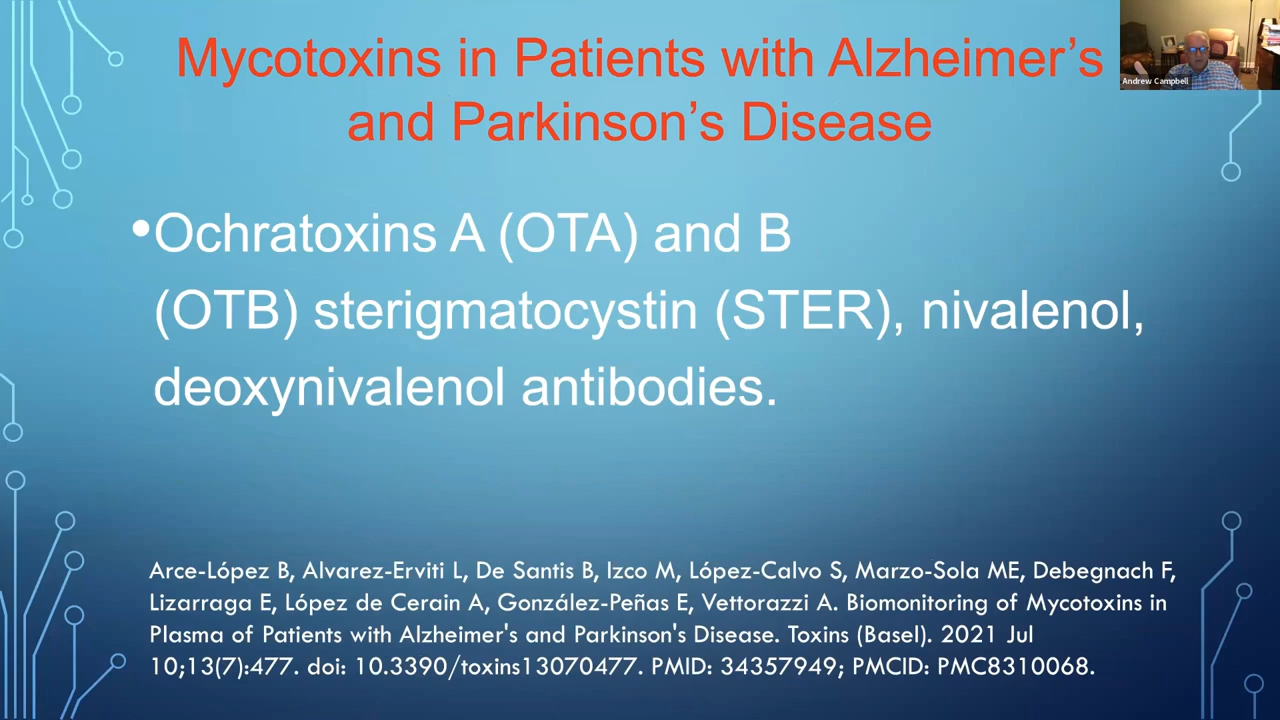 Mycotoxins in Patients with Alzheimer’s
and Parkinson’s Disease
Andrew Campbell
•Ochratoxins A (OTA) and B
(OTB) sterigmatocystin (STER), nivalenol,
deoxynivalenol antibodies.
Arce-López B, Alvarez-Erviti L, De Santis B, Izco M, López-Calvo S, Marzo-Sola ME, Debegnach F,
Lizarraga E, López de Cerain A, González-Peñas E, Vettorazzi A. Biomonitoring of Mycotoxins in
Plasma of Patients with Alzheimer's and Parkinson's Disease. Toxins (Basel). 2021 Jul
10;13(7):477. doi: 10.3390/toxins13070477. PMID: 34357949; PMCID: PMC8310068.